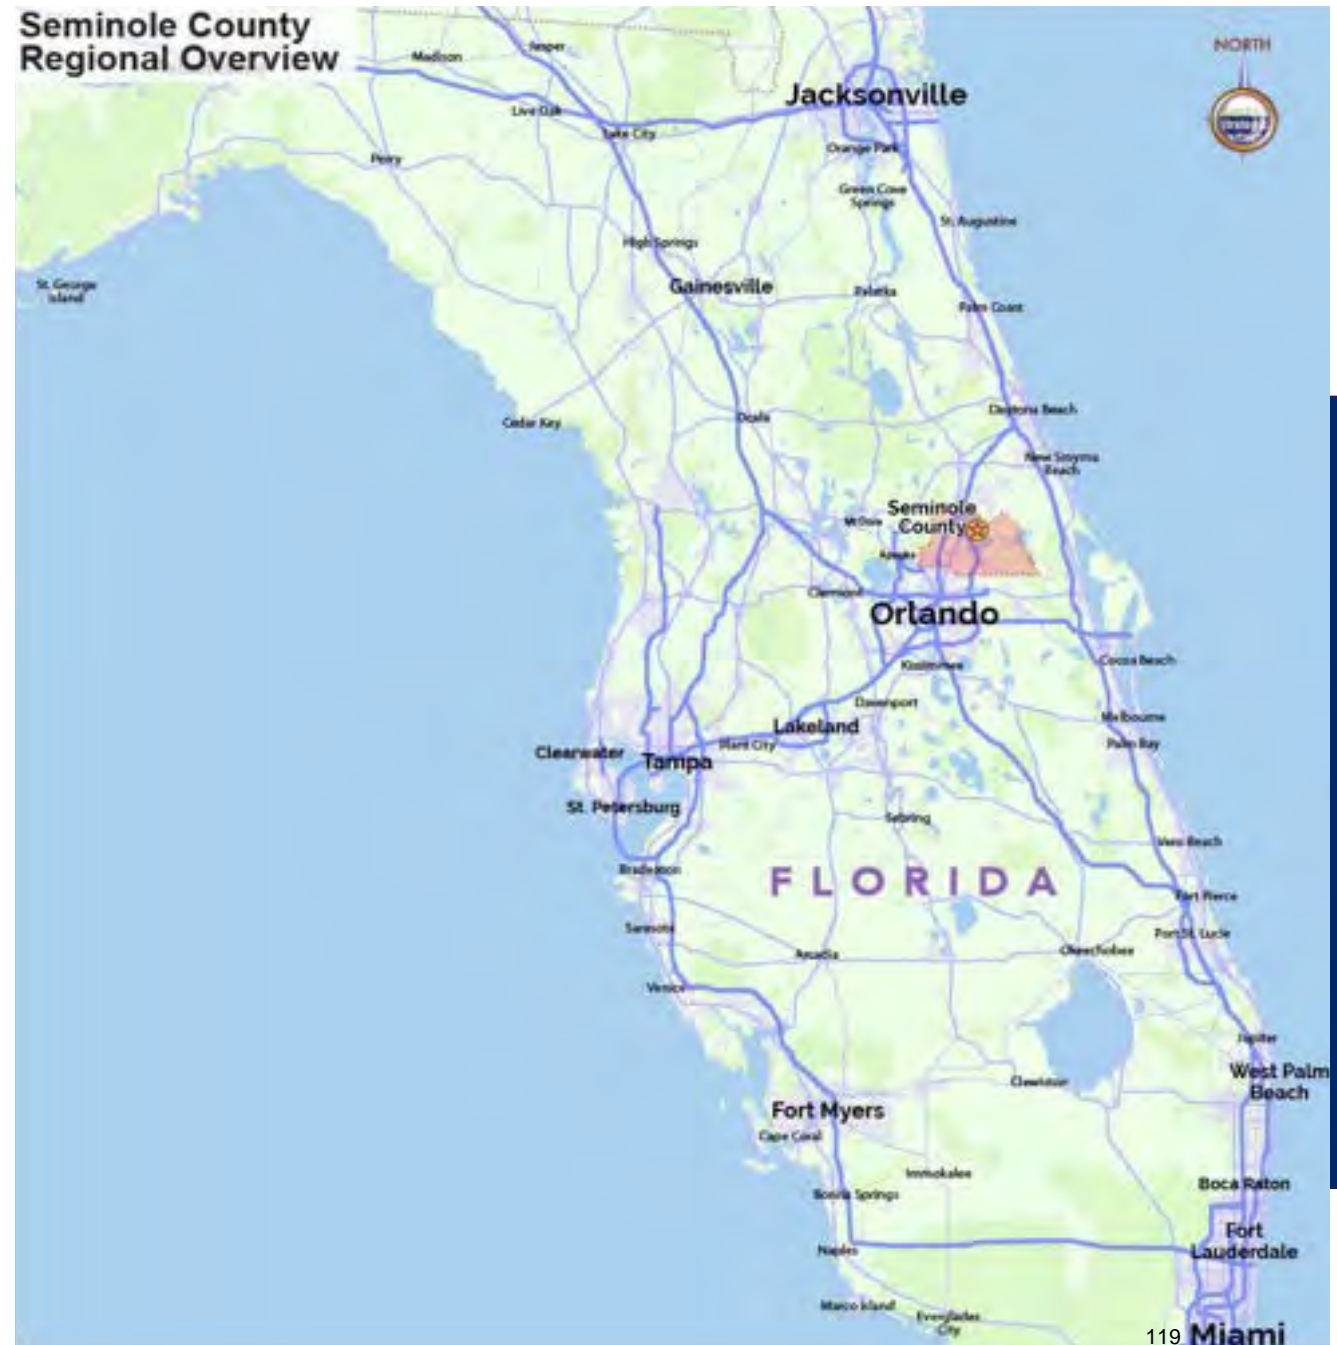 Seminole County
Regional Overview
NORTH
Jasper
Madison
Jacksonville
Live Oak
Lake City
Orange Park
Perry
Green Cove
Springs
St. Augustine
High Springs
St. George
Island
Gainesville
Palatka
Palm Coast
Daytona Beach
Ocala
Cedar Key
New Smyrna
Beach
Seminole
County
Mt Dora
Apopka
Clermont
Orlando
Kissimmee
Cocoa Beach
Davenport
Melbourne
Lakeland
Palm Bay
Plant City
Clearwater
Tampa
St. Petersburg
Sebring
Vero Beach
Bradenton
FLORIDA
Fort Pierce
Sarasota
Port St. Lucie
Arcadia
Okeechobee
Venice
Jupiter
West Palm
Beach
Clewiston
Fort Myers
Cape Coral
Immokalee
Boca Raton
Bonita Springs
Fort
Lauderdale
Naples
Marco Island
Everglades
City
119
Miami